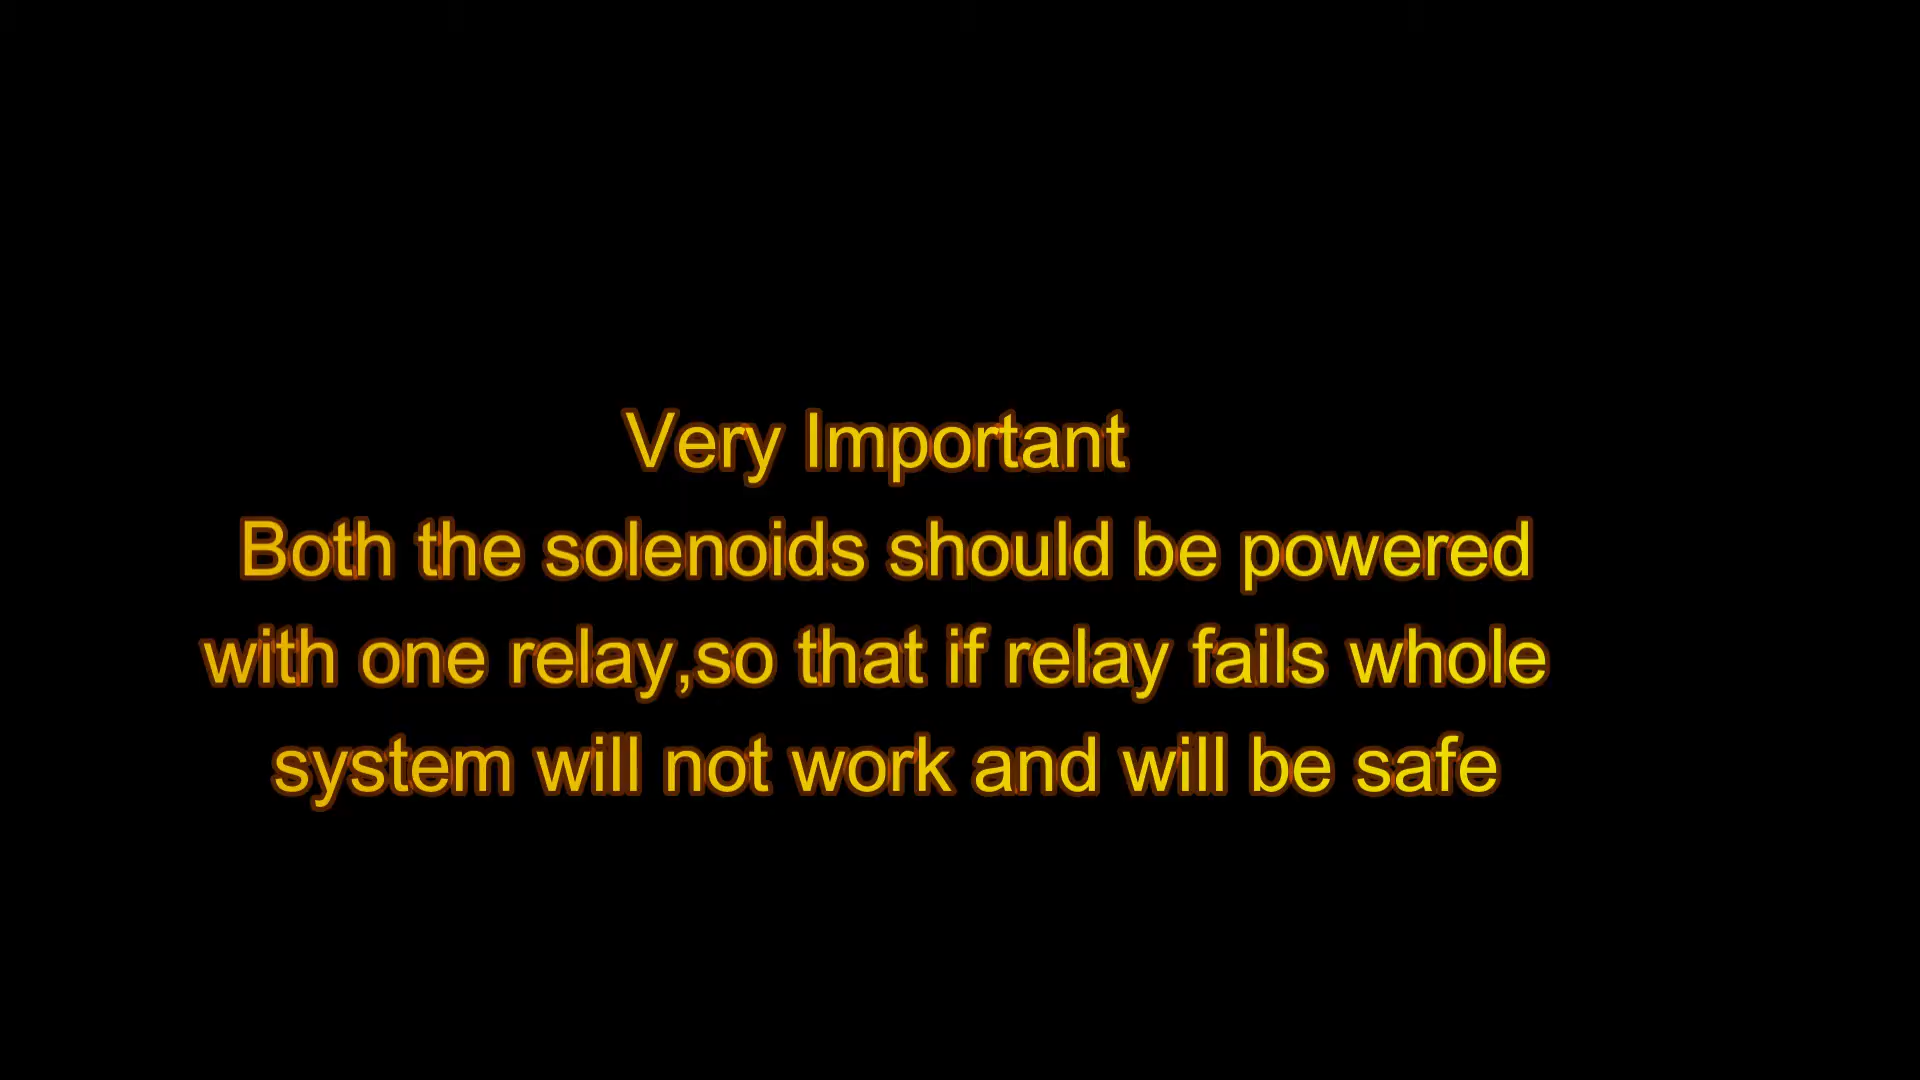 Very Important
Both the solenoids should be powered
with one relay,so that if relay fails whole
system will not work and will be safe